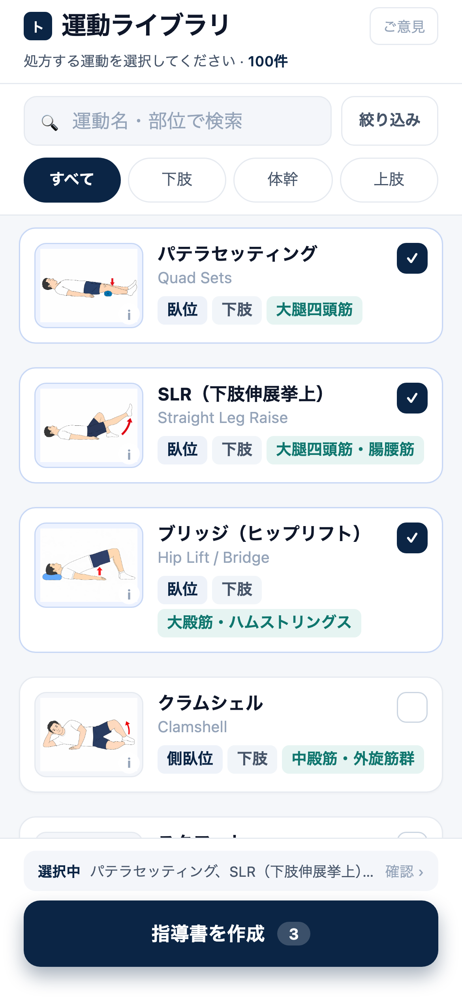 ト 運動ライブラリ ご意見
処方する運動を選択してください · 100件
運動名・部位で検索 絞り込み
すべて 下肢 体幹 上肢
パテラセッティング
Quad Sets
臥位 下肢 大腿四頭筋
i
SLR（下肢伸展挙上）
Straight Leg Raise
臥位 下肢 大腿四頭筋・腸腰筋
i
ブリッジ（ヒップリフト）
Hip Lift / Bridge
臥位 下肢
i
大殿筋・ハムストリングス
クラムシェル
Clamshell
側臥位 下肢 中殿筋・外旋筋群
i
選択中 パテラセッティング、SLR（下肢伸展挙上）... 確認 ›
指導書を作成 3